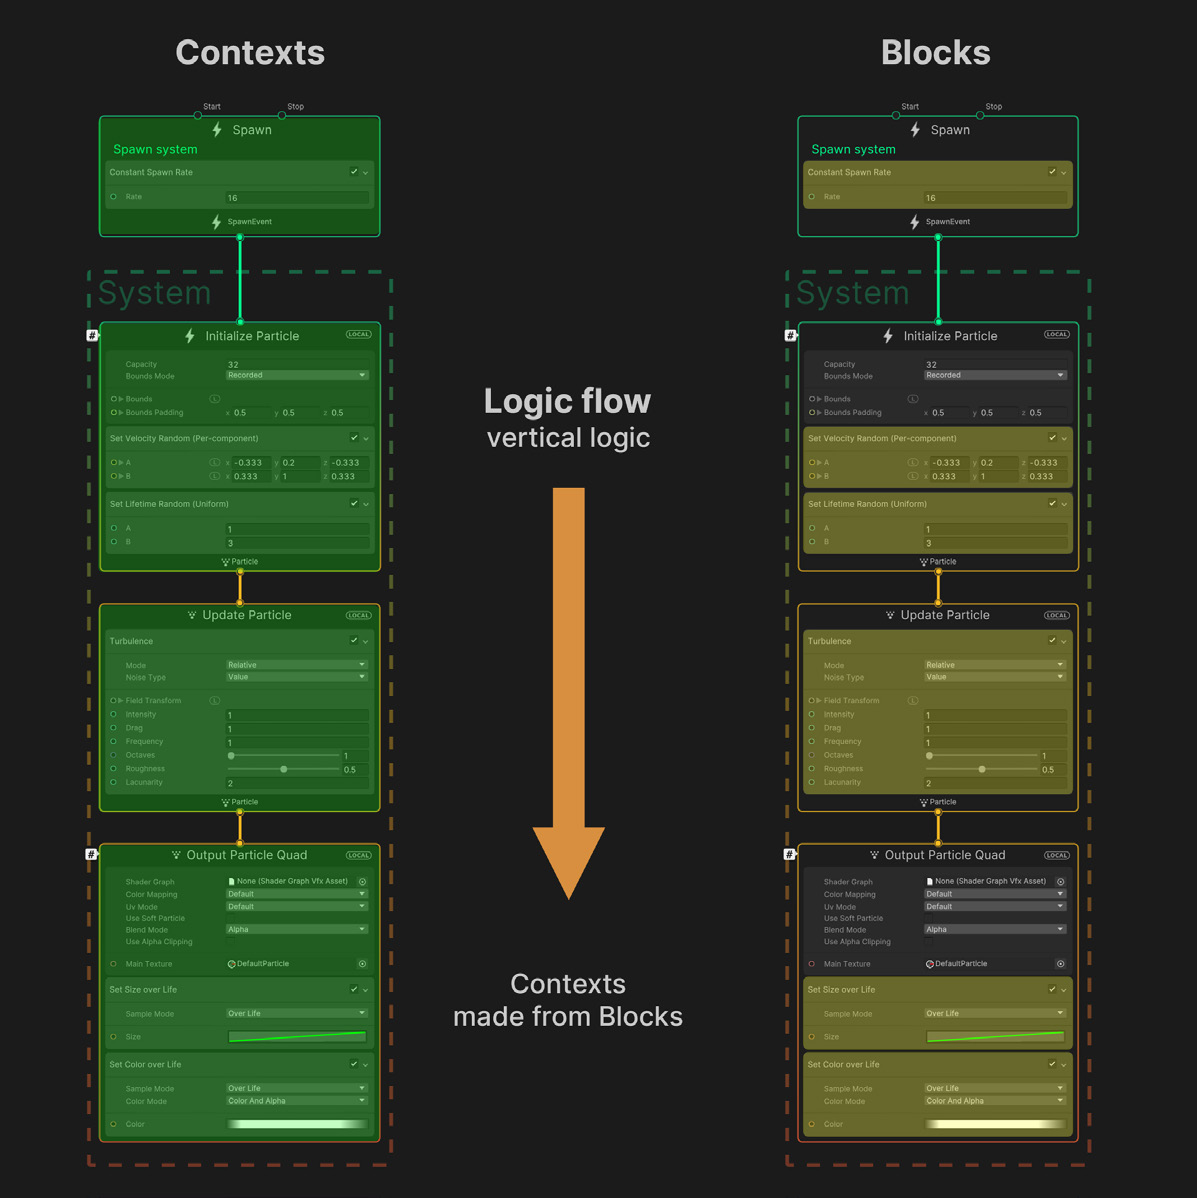 Contexts
Start Stop
Spawn
Spawn system
Constant Spawn Rate
Rate 16
SpawnEvent
System
#
Initialize Particle LOCAL
Capacity 32
Bounds Mode Recorded
Bounds L
Bounds Padding x 0.5 y 0.5 z 0.5
Set Velocity Random (Per-component)
A L x -0.333 y 0.2 z -0.333
B L x 0.333 y 1 z 0.333
Set Lifetime Random (Uniform)
A 1
B 3
Particle
Update Particle LOCAL
Turbulence
Mode Relative
Noise Type Value
Field Transform L
Intensity 1
Drag 1
Frequency 1
Octaves 1
Roughness 0.5
Lacunarity 2
Particle
#
Output Particle Quad LOCAL
Shader Graph None (Shader Graph Vfx Asset)
Color Mapping Default
Uv Mode Default
Use Soft Particle
Blend Mode Alpha
Use Alpha Clipping
Main Texture DefaultParticle
Set Size over Life
Sample Mode Over Life
Size
Set Color over Life
Sample Mode Over Life
Color Mode Color And Alpha
Color
Logic flow
vertical logic
Contexts
made from Blocks
Blocks
Start Stop
Spawn
Spawn system
Constant Spawn Rate
Rate 16
SpawnEvent
System
#
Initialize Particle LOCAL
Capacity 32
Bounds Mode Recorded
Bounds L
Bounds Padding x 0.5 y 0.5 z 0.5
Set Velocity Random (Per-component)
A L x -0.333 y 0.2 z -0.333
B L x 0.333 y 1 z 0.333
Set Lifetime Random (Uniform)
A 1
B 3
Particle
Update Particle LOCAL
Turbulence
Mode Relative
Noise Type Value
Field Transform L
Intensity 1
Drag 1
Frequency 1
Octaves 1
Roughness 0.5
Lacunarity 2
Particle
#
Output Particle Quad LOCAL
Shader Graph None (Shader Graph Vfx Asset)
Color Mapping Default
Uv Mode Default
Use Soft Particle
Blend Mode Alpha
Use Alpha Clipping
Main Texture DefaultParticle
Set Size over Life
Sample Mode Over Life
Size
Set Color over Life
Sample Mode Over Life
Color Mode Color And Alpha
Color